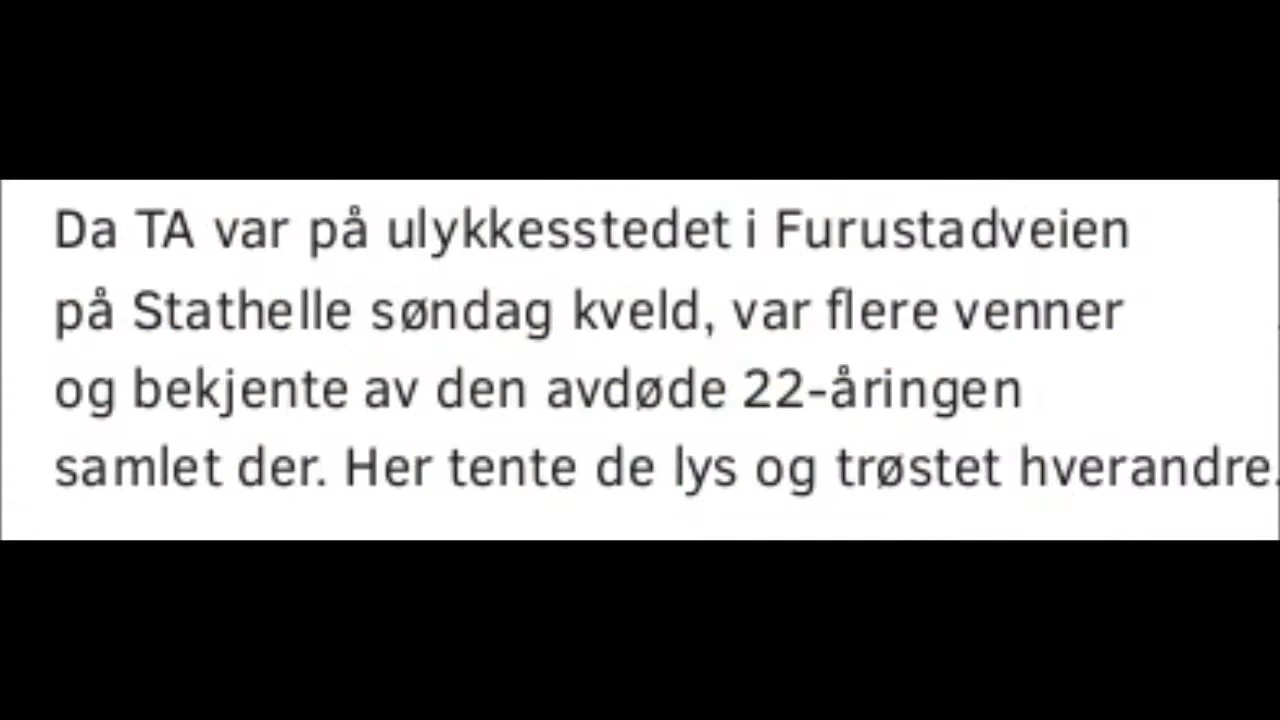 Da TA var på ulykkesstedet i Furustadveien
på Stathelle søndag kveld, var flere venner
og bekjente av den avdøde 22-åringen
samlet der. Her tente de lys og trøstet hverandre.